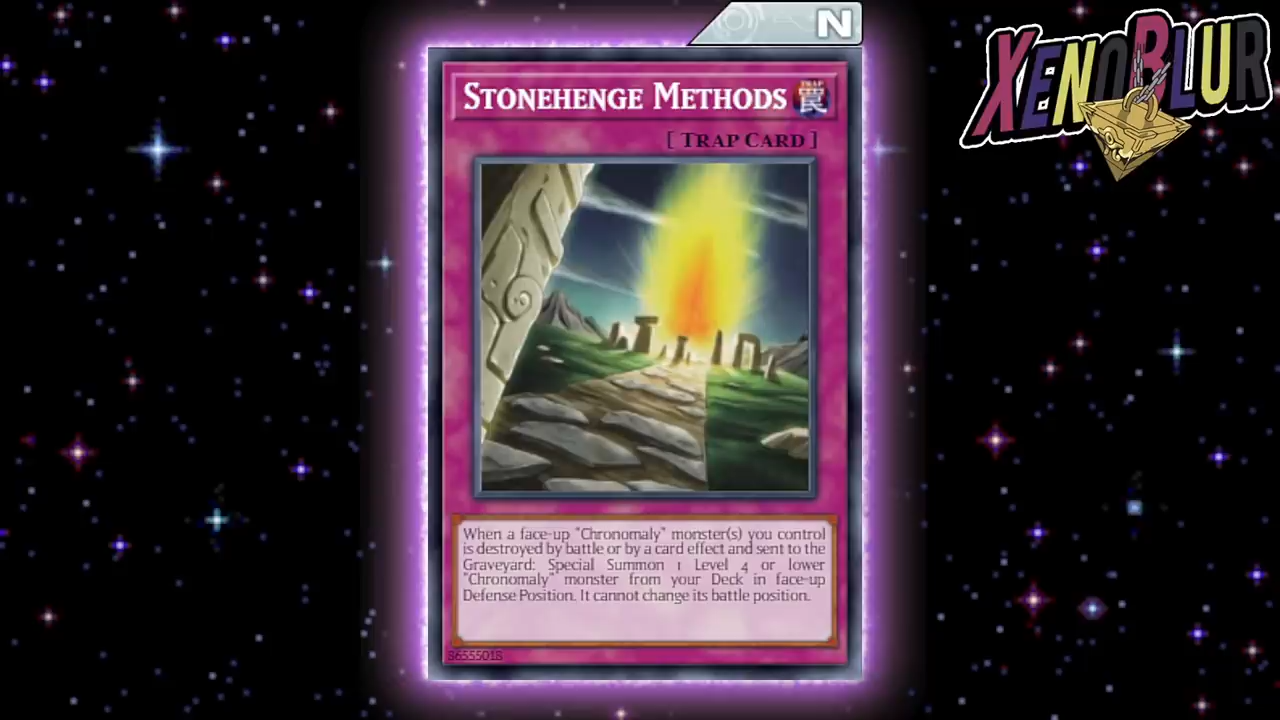 N
XENOBLUR
STONEHENGE METHODS
TRAP
罠
[ TRAP CARD ]
When a face-up "Chronomaly" monster(s) you control
is destroyed by battle or by a card effect and sent to the
Graveyard: Special Summon 1 Level 4 or lower
"Chronomaly" monster from your Deck in face-up
Defense Position. It cannot change its battle position.
86555018